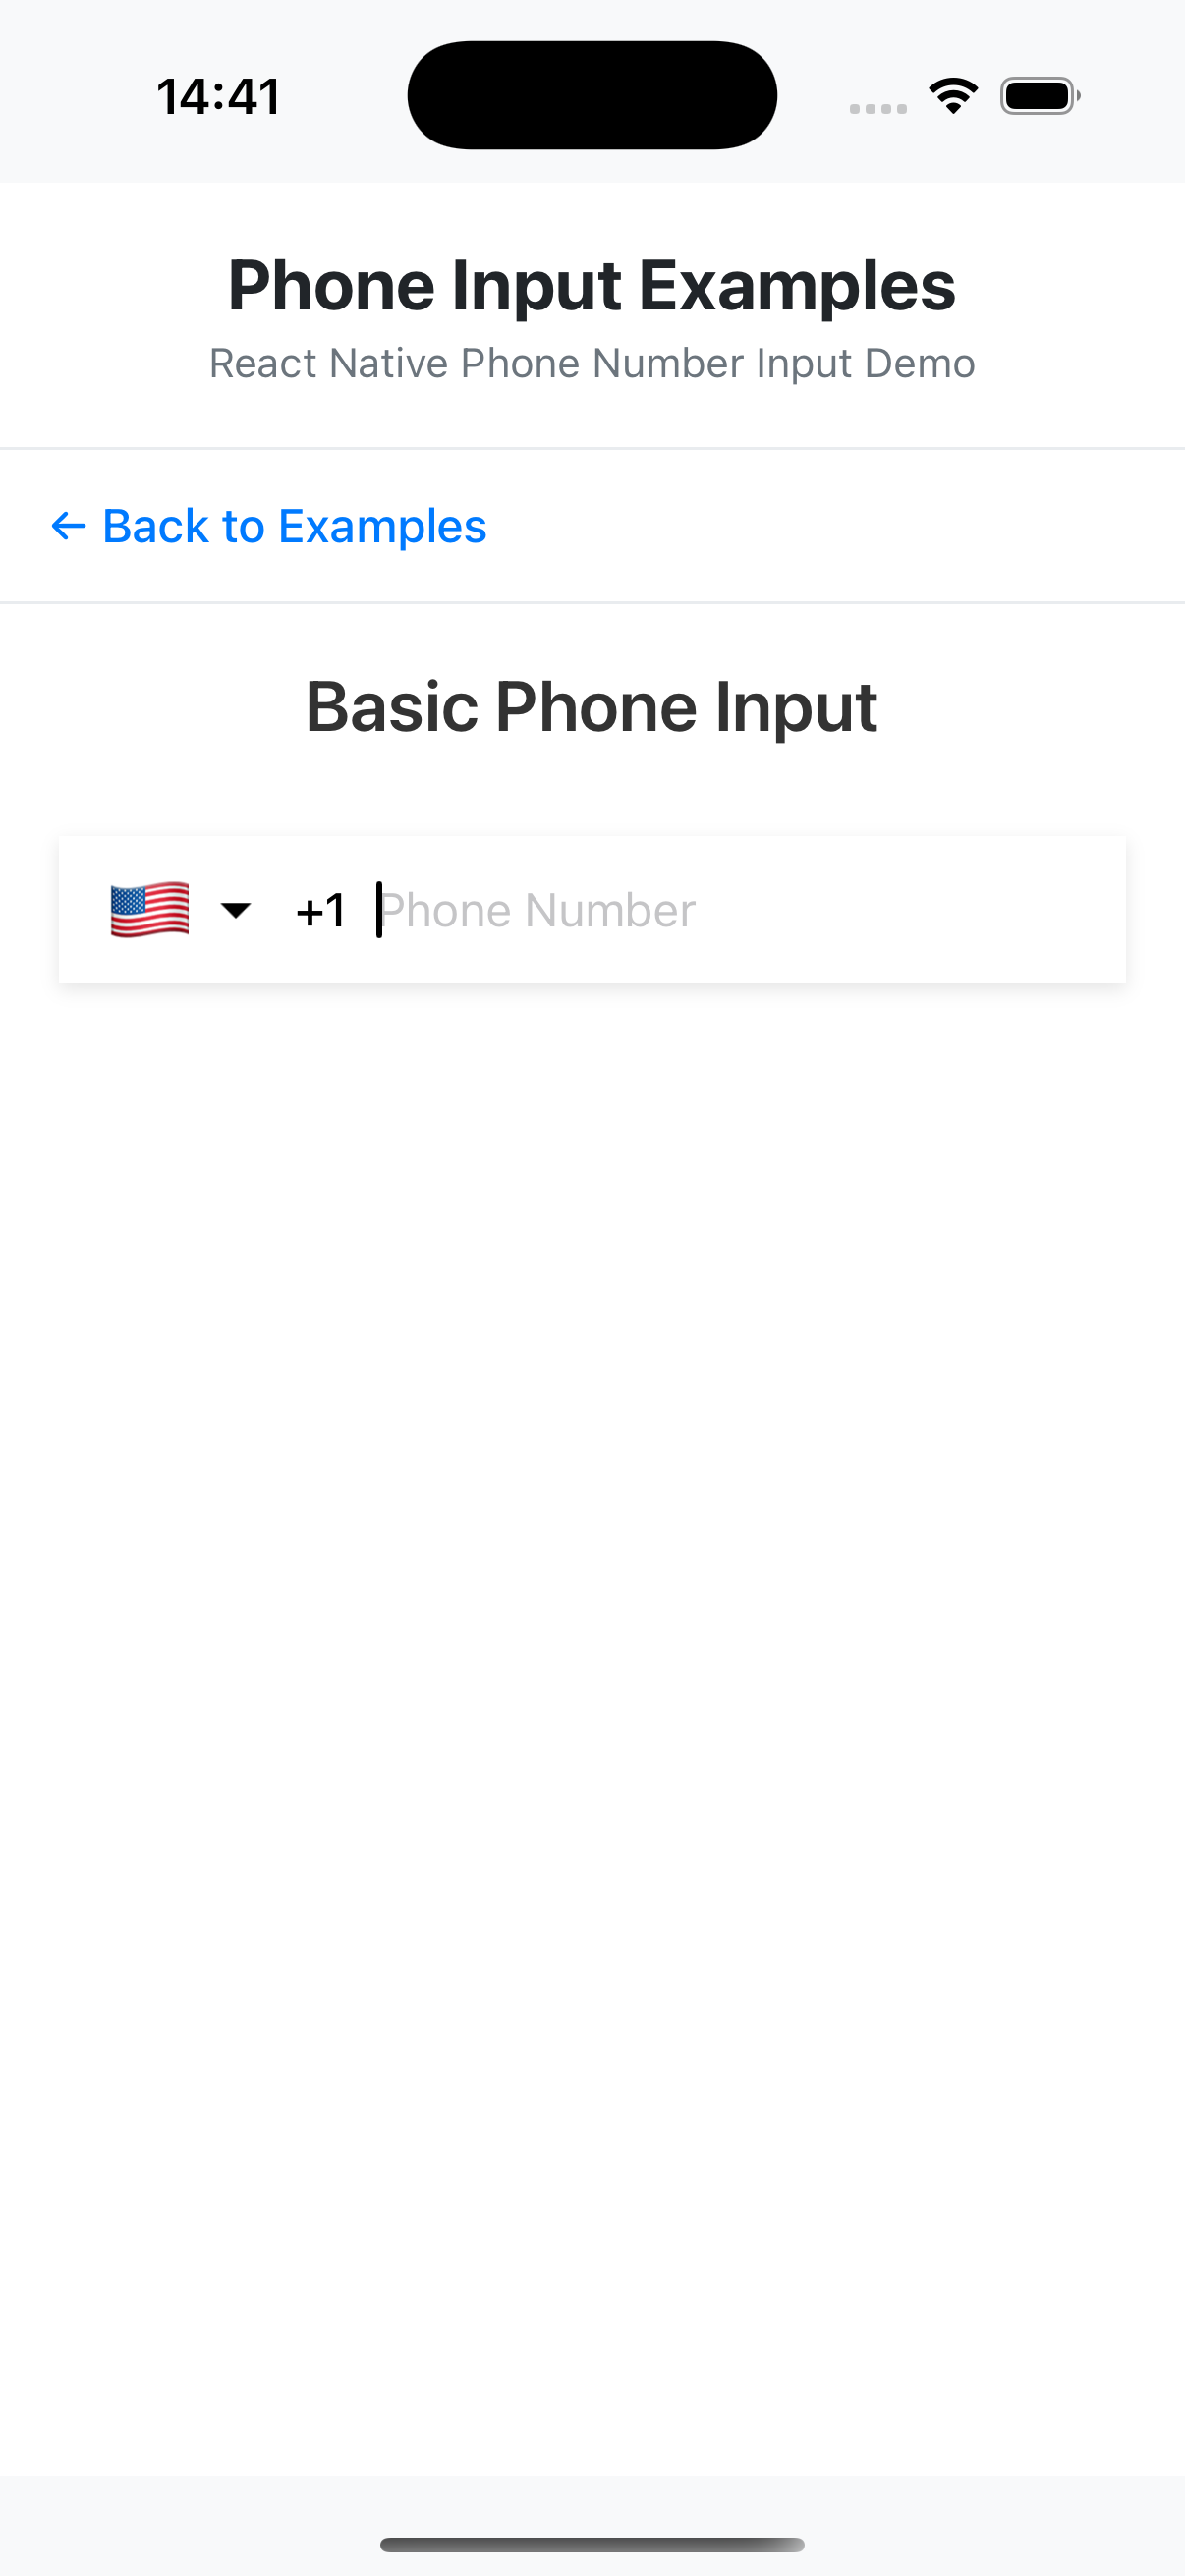 14:41
Phone Input Examples
React Native Phone Number Input Demo
← Back to Examples
Basic Phone Input
+1 Phone Number